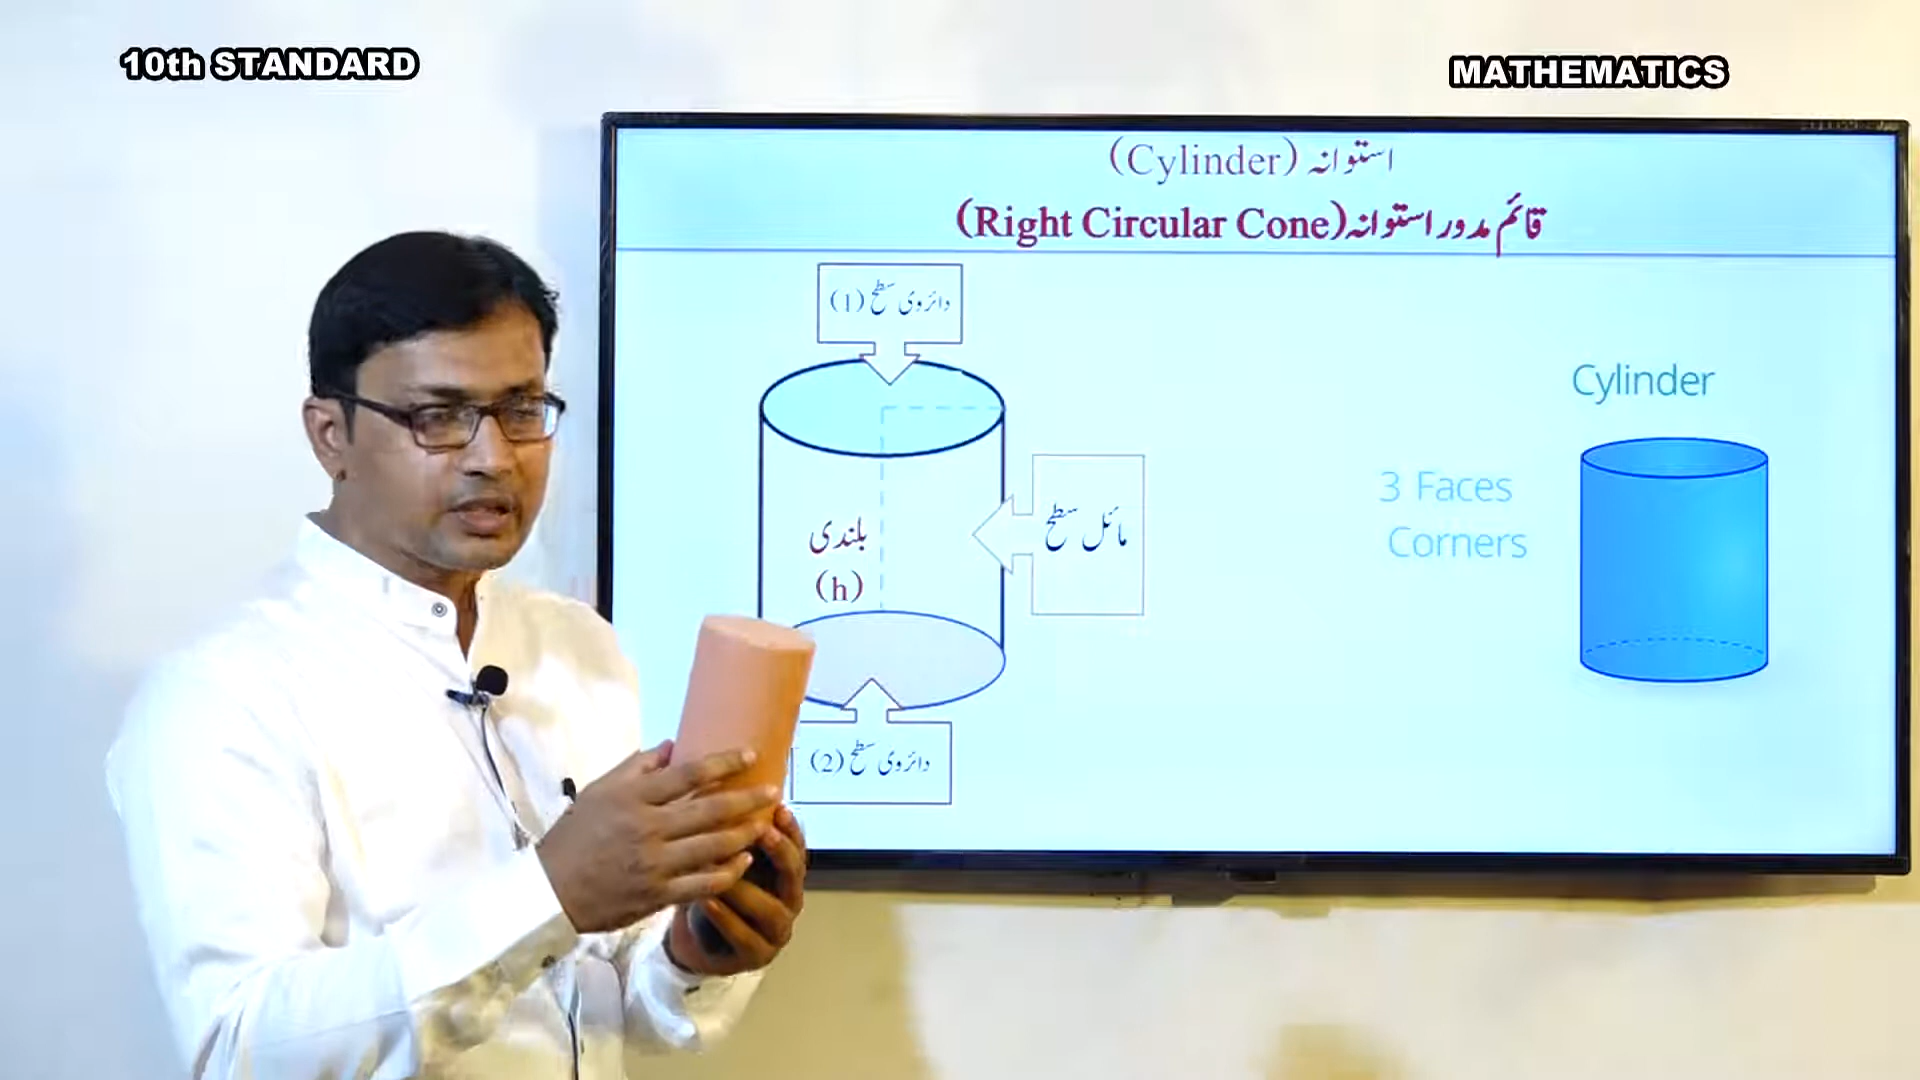 10th STANDARD
MATHEMATICS
استوانہ (Cylinder)
قائم مدور استوانہ(Right Circular Cone)
دائروی سطح (1)
Cylinder
3 Faces
Corners
مائل سطح
بلندی
(h)
دائروی سطح (2)